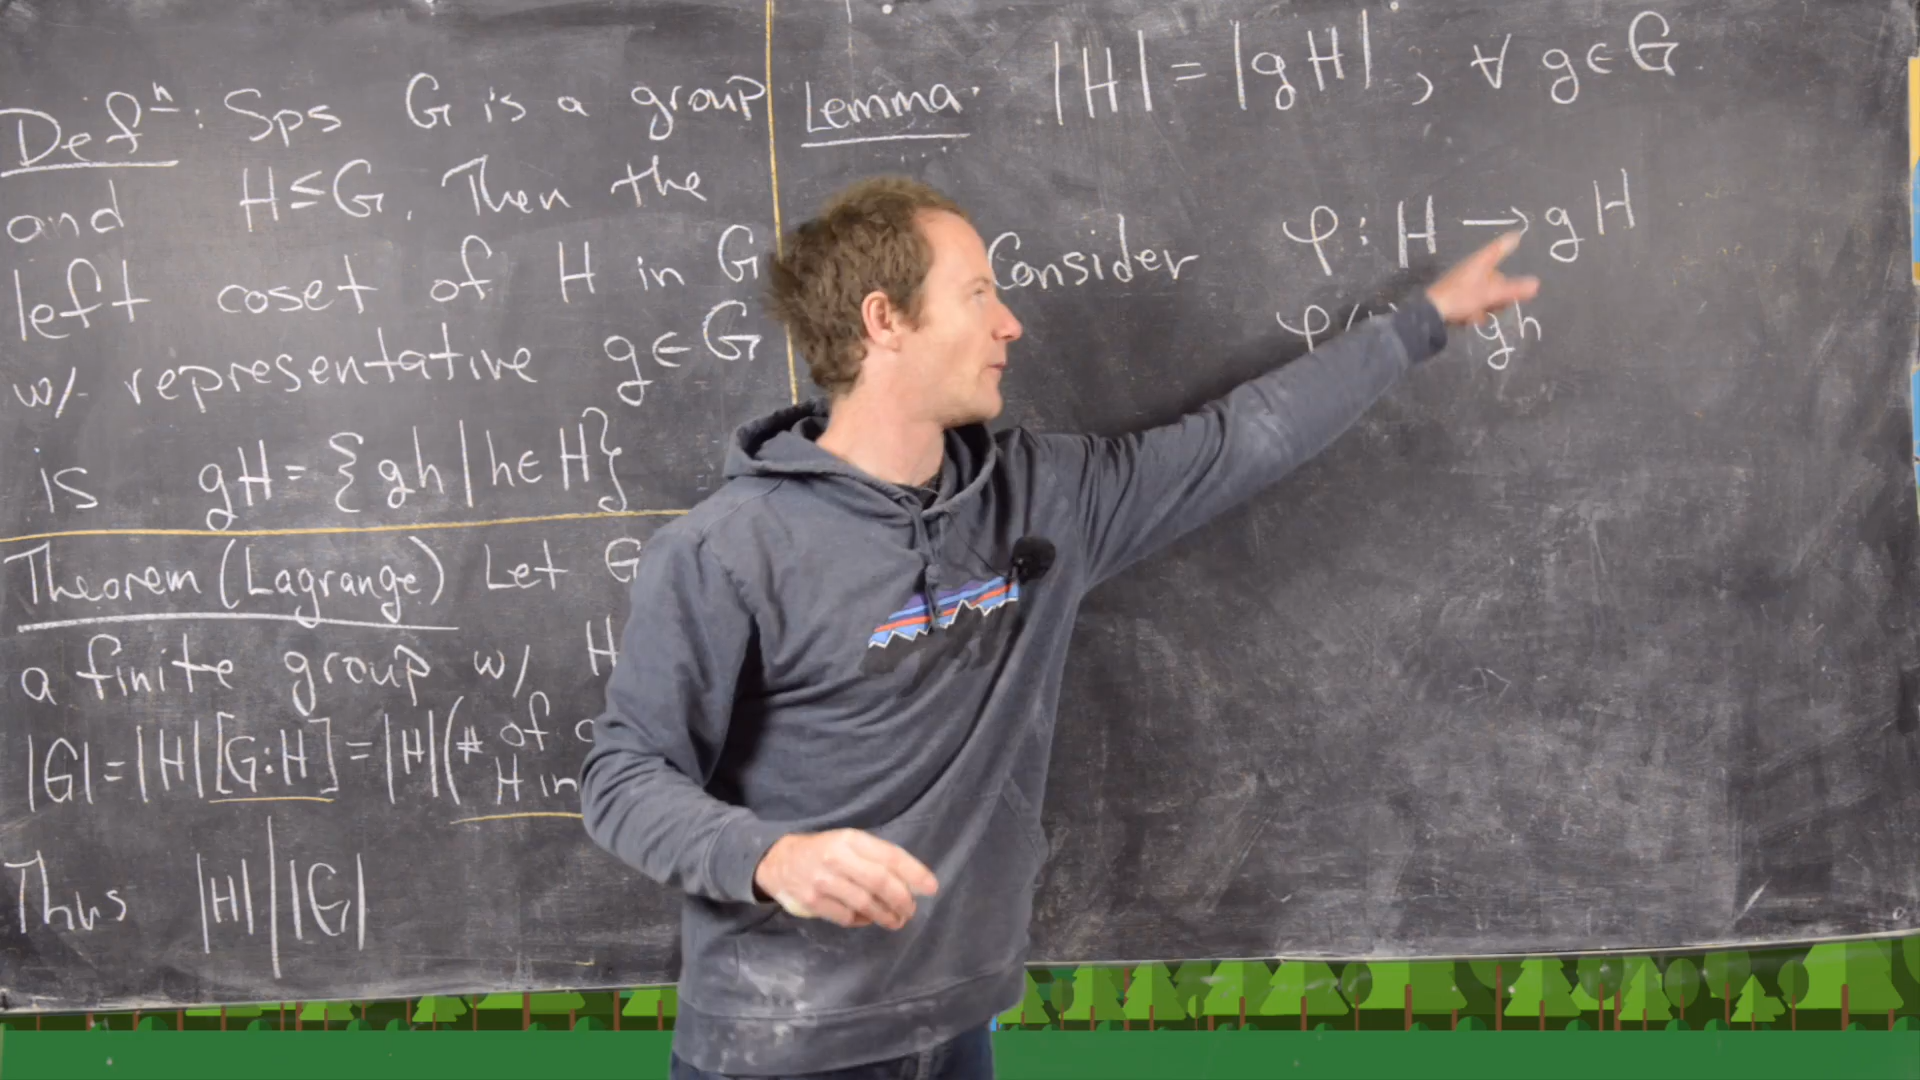 Defⁿ: Sps G is a group
and H≤G. Then the
left coset of H in G
w/ representative g∈G
is gH={gh|h∈H}
Theorem (Lagrange) Let G
a finite group w/ H
|G|=|H|[G:H]=|H|(# of
H in
Thus |H| | |G|
Lemma. |H|=|gH|, ∀ g∈G.
Consider φ: H → gH
φ( gh